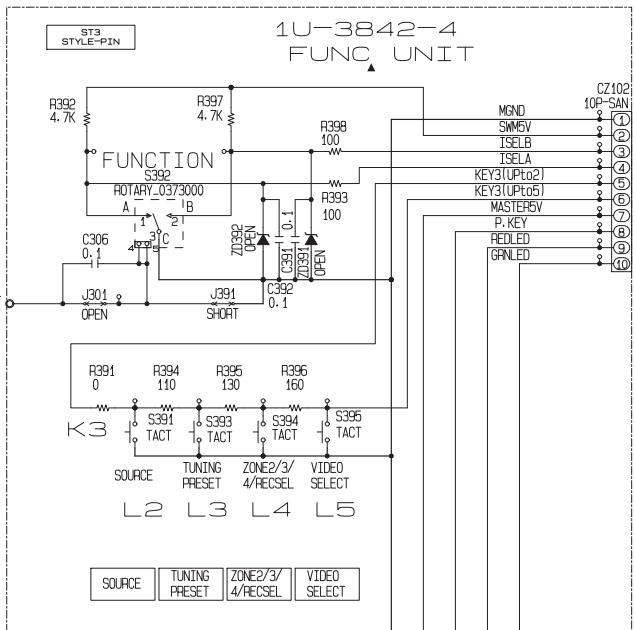 ST3
STYLE-PIN
1U-3842-4
FUNC UNIT
CZ102
10P-SAN
R392
4.7K
R397
4.7K
R398
100
MGND
1
SWM5V
2
ISELB
3
ISELA
4
KEY3(UPto2)
5
KEY3(UPto5)
6
MASTER5V
7
P.KEY
8
REDLED
9
GRNLED
10
FUNCTION
S392
ROTARY_0373000
R393
100
A
B
1
2
3
C
4
5
C306
0.1
ZD392
OPEN
C391
0.1
ZD391
OPEN
C392
0.1
J301
OPEN
J391
SHORT
R391
0
R394
110
R395
130
R396
160
K3
S391
TACT
S393
TACT
S394
TACT
S395
TACT
SOURCE
TUNING
PRESET
ZONE2/3/
4/RECSEL
VIDEO
SELECT
L2 L3 L4 L5
SOURCE
TUNING
PRESET
ZONE2/3/
4/RECSEL
VIDEO
SELECT